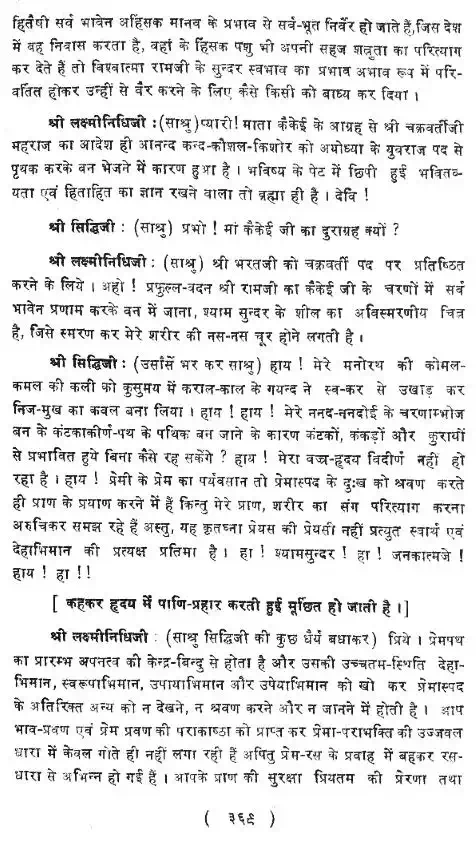 हितैषी सर्व भावेन अहिंसक मानव के प्रभाव से सर्व-भूत निर्वैर हो जाते हैं,जिस देश
में वह निवास करता है, वहां के हिंसक पशु भी अपनी सहज शत्रुता का परित्याग
कर देते हैं तो विश्वात्मा रामजी के सुन्दर स्वभाव का प्रभाव अभाव रूप में परि-
वर्तित होकर उन्हीं से वैर करने के लिए कैसे किसी को बाध्य कर दिया ।
श्री लक्ष्मीनिधिजी : (साश्रु)प्यारी! माता कैकेई के आग्रह से श्री चक्रवर्तीजी
महराज का आदेश ही आनन्द कन्द-कौशल-किशोर को अयोध्या के युवराज पद से
पृथक करके बन भेजने में कारण हुआ है । भविष्य के पेट में छिपी हुई भवितव्
यता एवं हिताहित का ज्ञान रखने वाला तो ब्रह्मा ही है । देवि !
श्री सिद्धिजी : (साश्रु) प्रभो ! मां कैकेई जी का दुराग्रह क्यों ?
श्री लक्ष्मीनिधिजी : (साश्रु) श्री भरतजी को चक्रवर्ती पद पर प्रतिष्ठित
करने के लिये । अहो ! प्रफुल्ल-वदन श्री रामजी का कैकेई जी के चरणों में सर्व
भावेन प्रणाम करके वन में जाना, श्याम सुन्दर के शील का अविस्मरणीय चित्र
है, जिसे स्मरण कर मेरे शरीर की नस-नस चूर होने लगती है ।
श्री सिद्धिजी : (उसांसें भर कर साश्रु) हाय ! मेरे मनोरथ की कोमल-
कमल की कली को कुसुमय में कराल-काल के गयन्द ने स्व-कर से उखाड़ कर
निज-मुख का कवल बना लिया । हाय ! हाय ! मेरे ननद-ननदोई के चरणाम्भोज
बन के कंटकाकीर्ण-पथ के पथिक बन जाने के कारण कंटकों, कंकड़ों और कुरायों
से प्रभावित हुये बिना कैसे रह सकेंगे ? हाय ! मेरा वज्र-हृदय विदीर्ण नहीं हो
रहा है । हाय ! प्रेमी के प्रेम का पर्यवसान तो प्रेमास्पद के दुःख को श्रवण करते
ही प्राण के प्रयाण करने में हैं किन्तु मेरे प्राण, शरीर का संग परित्याग करना
अरुचिकर समझ रहे हैं अस्तु, यह कृतघ्ना प्रेयस की प्रेयसी नहीं प्रत्युत स्वार्थ एवं
देहाभिमान की प्रत्यक्ष प्रतिमा है । हा ! श्यामसुन्दर ! हा ! जनकात्मजे !
हाय ! हा ! !
[ कहकर हृदय में पाणि-प्रहार करती हुई मूर्छित हो जाती है । ]
श्री लक्ष्मीनिधिजी : (साश्रु सिद्धिजी को कुछ धैर्य बधाकर) प्रिये । प्रेमपथ
का प्रारम्भ अपनत्व की केन्द्र-बिन्दु से होता है और उसकी उच्चतम-स्थिति देहा-
भिमान, स्वरूपाभिमान, उपायाभिमान और उपेयाभिमान को खो कर प्रेमास्पद
के अतिरिक्त अन्य को न देखने, न श्रवण करने और न जानने में होती है । आप
भाव-प्रवण एवं प्रेम प्रवण की पराकाष्ठा को प्राप्त कर प्रेमा-पराभक्ति की उज्जवल
धारा में केवल गोते ही नहीं लगा रही हैं अपितु प्रेम-रस के प्रवाह में बहकर रस-
धारा से अभिन्न हो गई हैं । आपके प्राण की सुरक्षा प्रियतम की प्रेरणा तथा
( ३६९ )